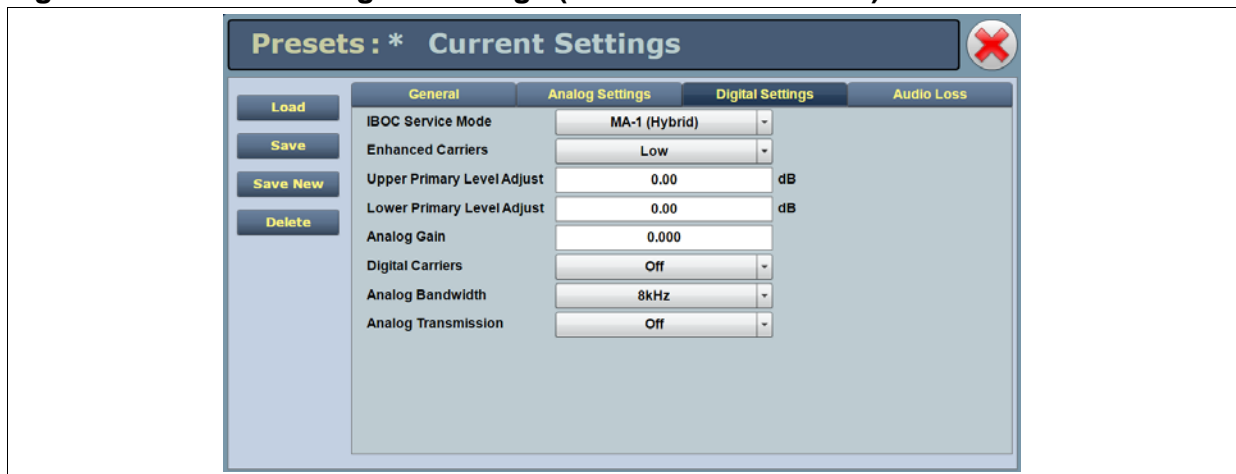 Presets:* Current Settings
General Analog Settings Digital Settings Audio Loss
Load
Save
Save New
Delete
IBOC Service Mode MA-1 (Hybrid)
Enhanced Carriers Low
Upper Primary Level Adjust 0.00 dB
Lower Primary Level Adjust 0.00 dB
Analog Gain 0.000
Digital Carriers Off
Analog Bandwidth 8kHz
Analog Transmission Off